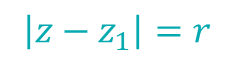 |z − z₁| = r